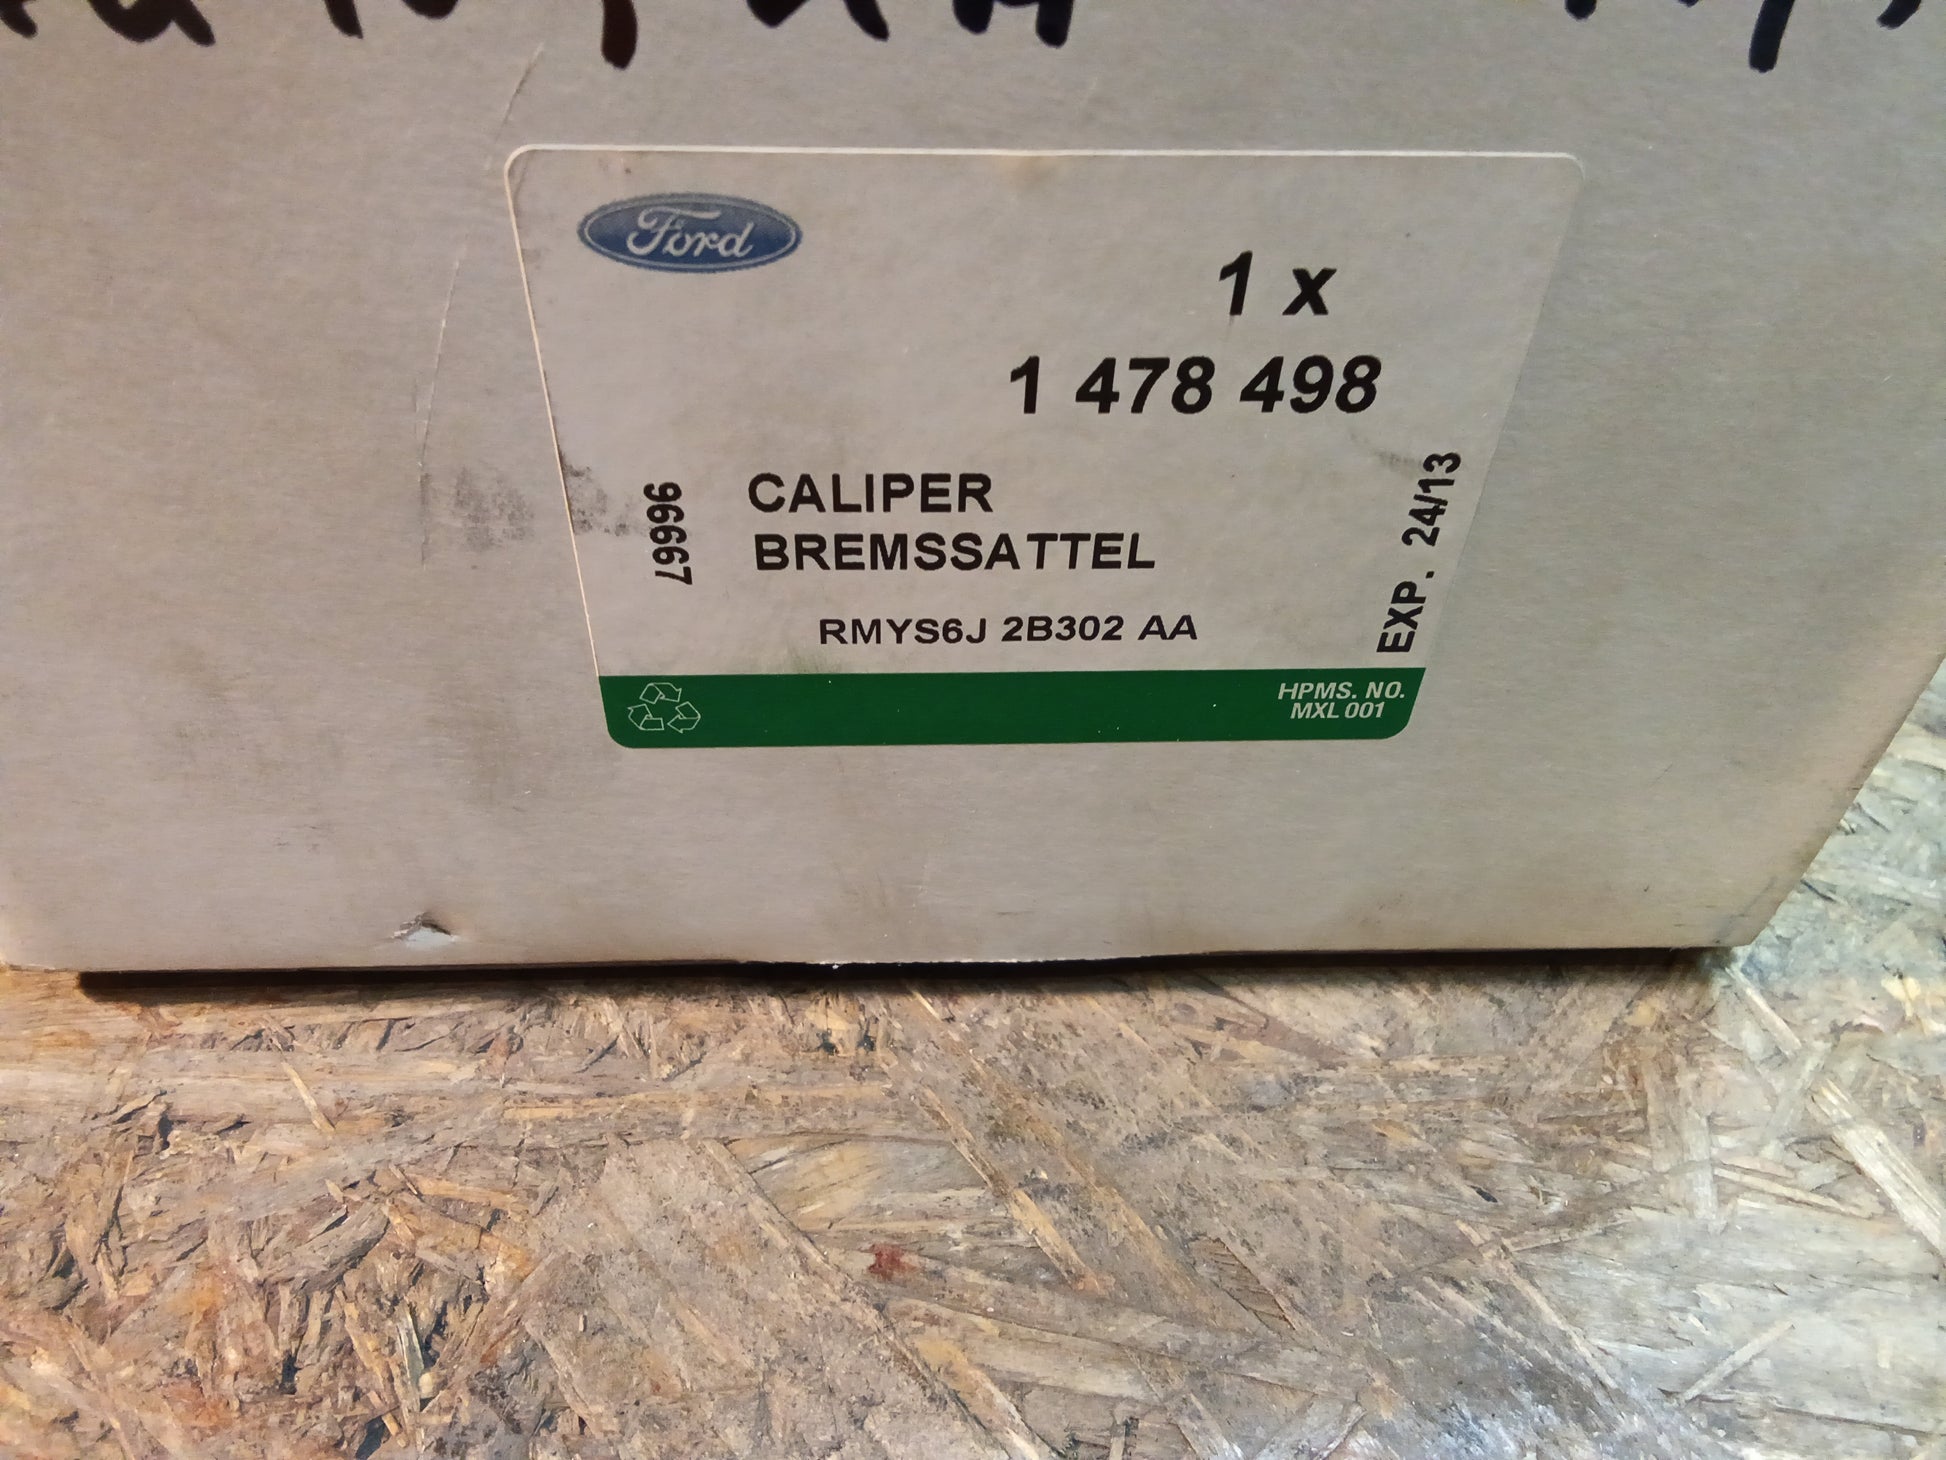 Ford
1 x
1 478 498
96667
CALIPER
BREMSSATTEL
RMYS6J 2B302 AA
EXP. 24/13
HPMS. NO.
MXL 001